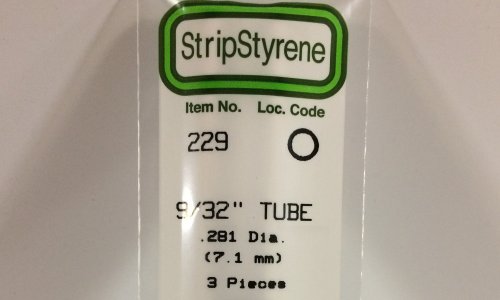 StripStyrene
Item No. Loc. Code
229
9/32" TUBE
.281 Dia.
(7.1 mm)
3 Pieces